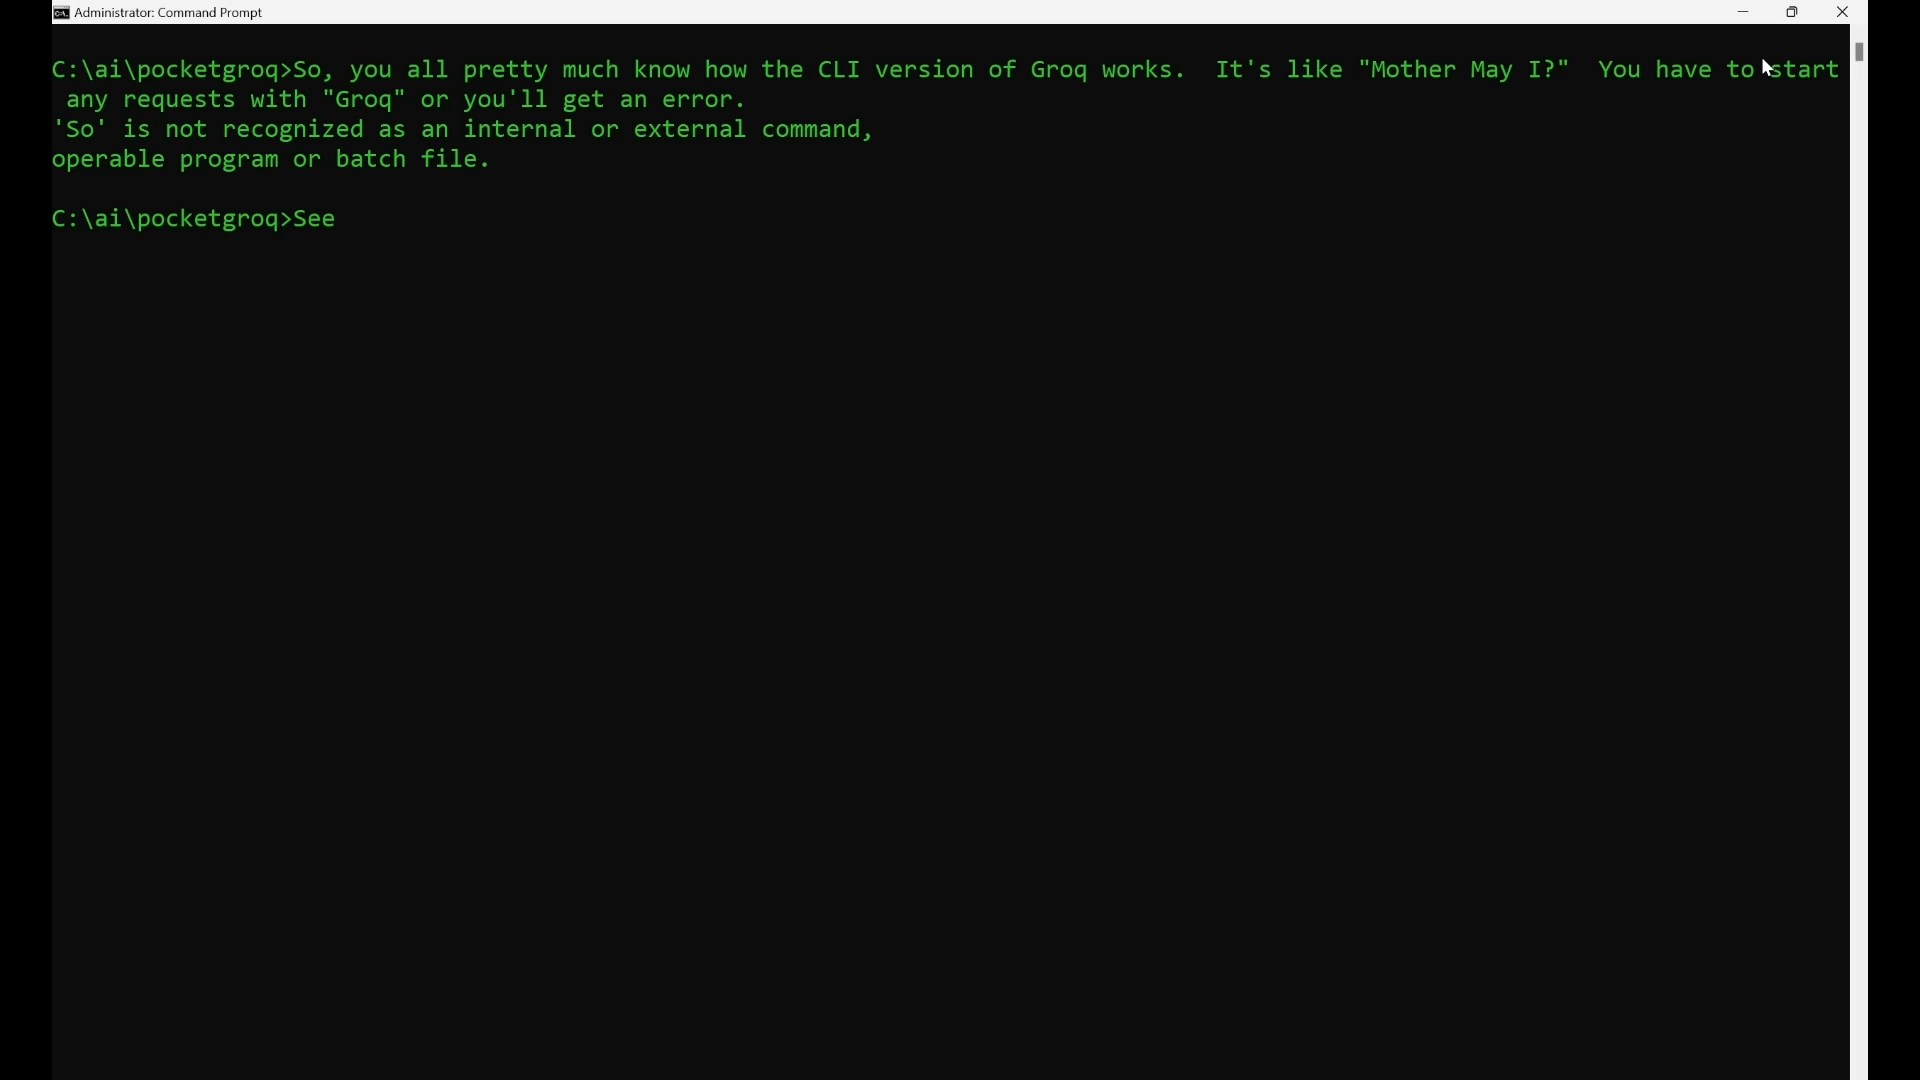 Administrator: Command Prompt
C:\ai\pocketgroq>So, you all pretty much know how the CLI version of Groq works.  It's like "Mother May I?"  You have to start
any requests with "Groq" or you'll get an error.
'So' is not recognized as an internal or external command,
operable program or batch file.
C:\ai\pocketgroq>See